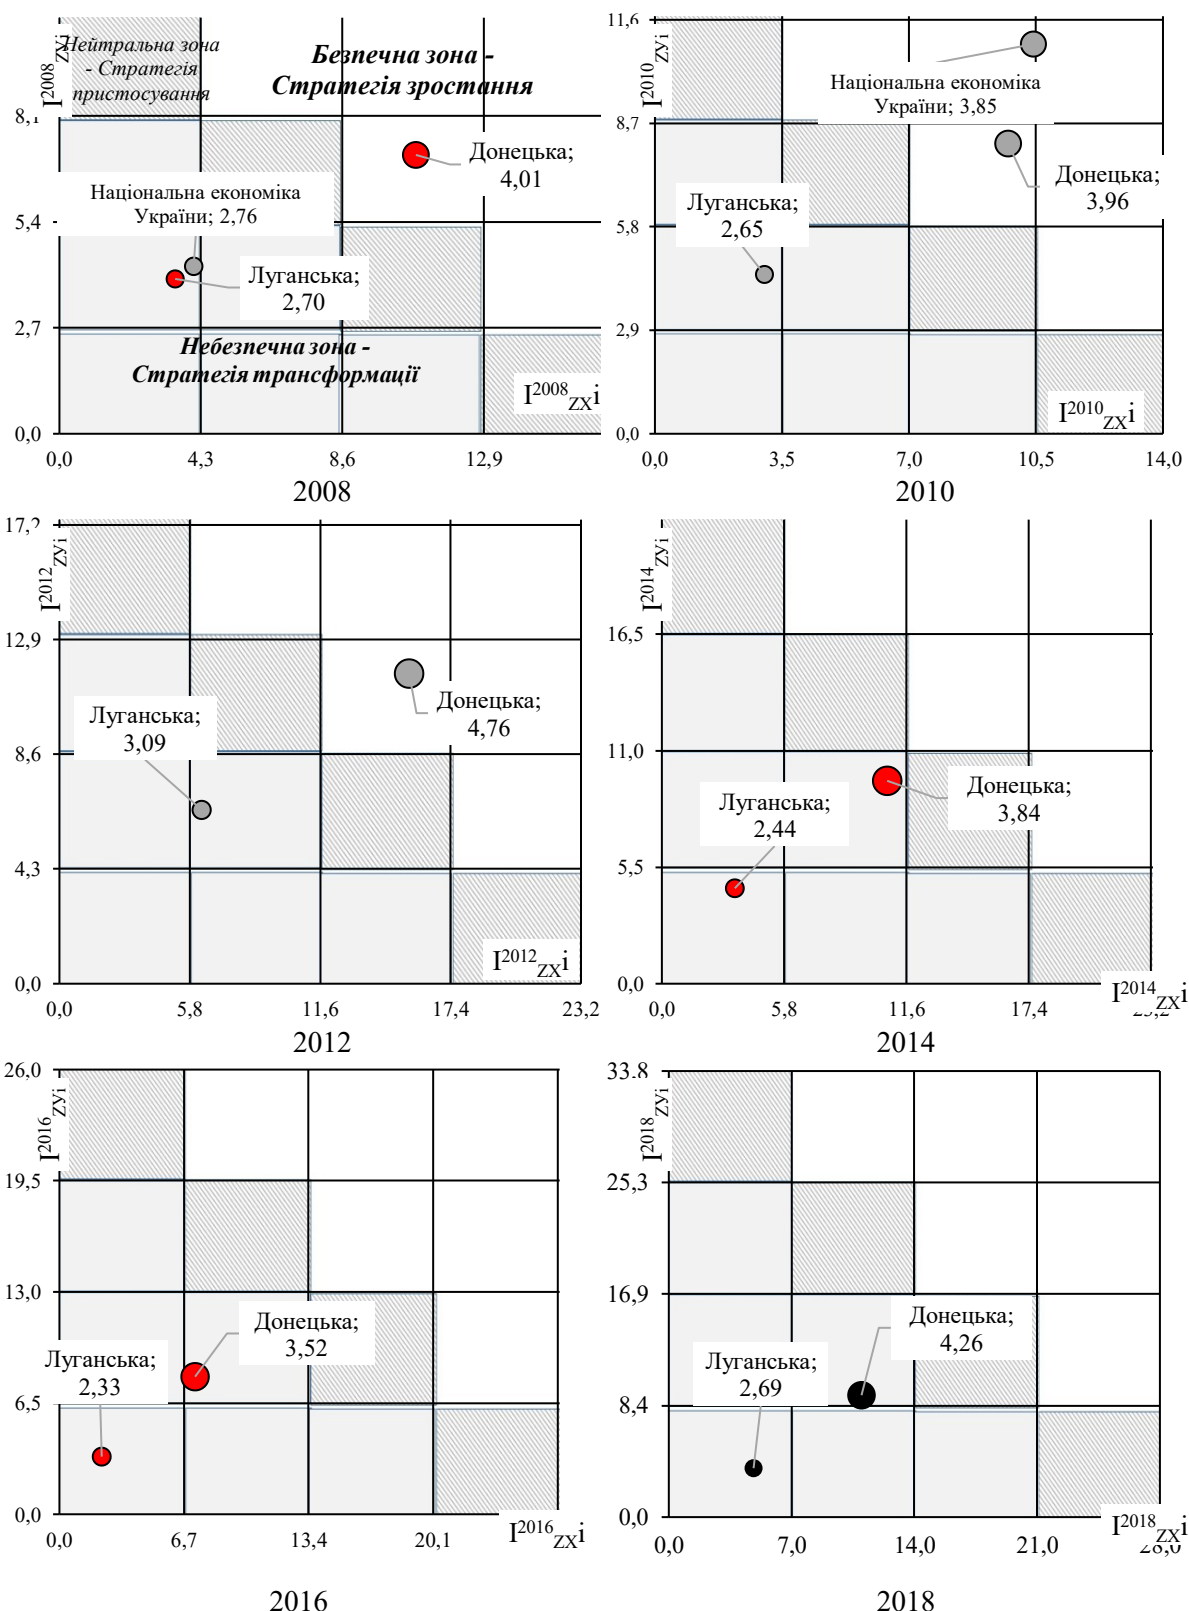 I²⁰⁰⁸ZYi
Нейтральна зона
- Стратегія
пристосування
Безпечна зона -
Стратегія зростання
8,1
Донецька;
4,01
Національна економіка
України; 2,76
5,4
Луганська;
2,70
2,7
Небезпечна зона -
Стратегія трансформації
I²⁰⁰⁸ZXi
0,0
0,0 4,3 8,6 12,9
2008
11,6
I²⁰¹⁰ZYi
Національна економіка
України; 3,85
8,7
Донецька;
3,96
Луганська;
2,65
5,8
2,9
I²⁰¹⁰ZXi
0,0
0,0 3,5 7,0 10,5 14,0
2010
17,2
I²⁰¹²ZYi
12,9
Донецька;
4,76
Луганська;
3,09
8,6
4,3
I²⁰¹²ZXi
0,0
0,0 5,8 11,6 17,4 23,2
2012
I²⁰¹⁴ZYi
16,5
11,0
Донецька;
3,84
Луганська;
2,44
5,5
0,0
I²⁰¹⁴ZXi
0,0 5,8 11,6 17,4 23,2
2014
26,0
I²⁰¹⁶ZYi
19,5
13,0
Донецька;
3,52
Луганська;
2,33
6,5
0,0
I²⁰¹⁶ZXi
0,0 6,7 13,4 20,1
2016
33.8
I²⁰¹⁸ZYi
25,3
16,9
Донецька;
4,26
Луганська;
2,69
8,4
0,0
I²⁰¹⁸ZXi
0,0 7,0 14,0 21,0 28,0
2018